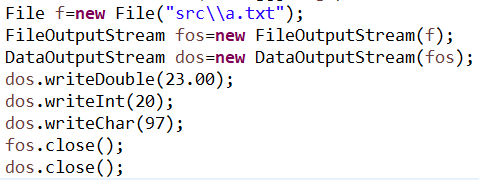 File f=new File("src\\a.txt");
FileOutputStream fos=new FileOutputStream(f);
DataOutputStream dos=new DataOutputStream(fos);
dos.writeDouble(23.00);
dos.writeInt(20);
dos.writeChar(97);
fos.close();
dos.close();